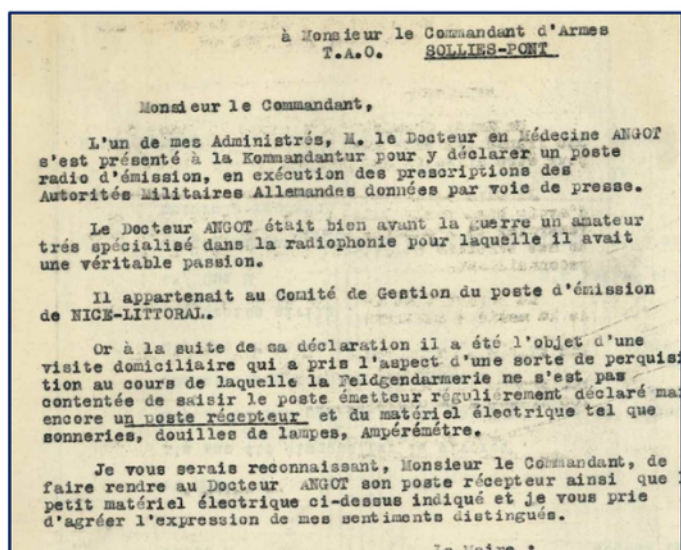 à Monsieur le Commandant d'Armes
T.A.O. SOLLIES-PONT
Monsieur le Commandant,
L'un de mes Administrés, M. le Docteur en Médecine ANGOT
s'est présenté à la Kommandantur pour y déclarer un poste
radio d'émission, en exécution des prescriptions des
Autorités Militaires Allemandes données par voie de presse.
Le Docteur ANGOT était bien avant la guerre un amateur
trés spécialisé dans la radiophonie pour laquelle il avait
une véritable passion.
Il appartenait au Comité de Gestion du poste d'émission
de NICE-LITTORAL.
Or à la suite de sa déclaration il a été l'objet d'une
visite domiciliaire qui a pris l'aspect d'une sorte de perquisi
tion au cours de laquelle la Feldgendarmerie ne s'est pas
contentée de saisir le poste émetteur régulièrement déclaré mai
encore un poste récepteur et du matériel électrique tel que
sonneries, douilles de lampes, Ampérémétre.
Je vous serais reconnaissant, Monsieur le Commandant, de
faire rendre au Docteur ANGOT son poste récepteur ainsi que
petit matériel électrique ci-dessus indiqué et je vous prie
d'agréer l'expression de mes sentiments distingués.
Le Maire :